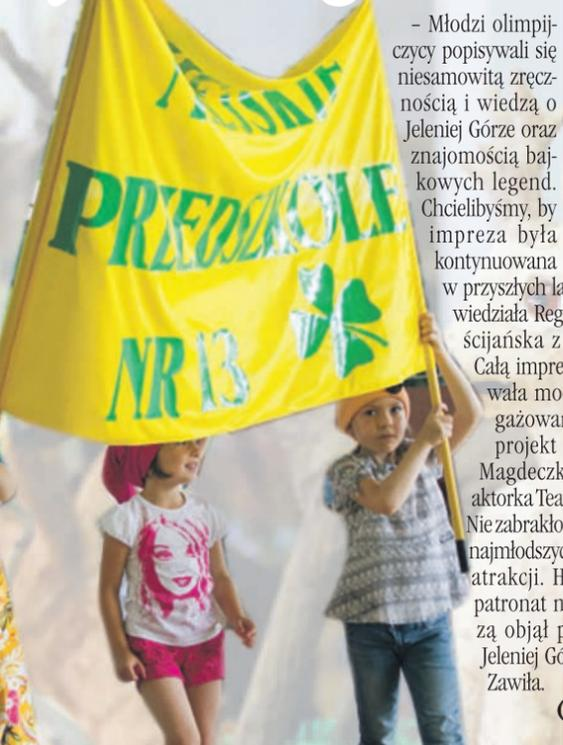 MIEJSKIE
PRZEDSZKOLE
NR 13
– Młodzi olimpij-
czycy popisywali się
niesamowitą zręcz-
nością i wiedzą o
Jeleniej Górze oraz
znajomością baj-
kowych legend.
Chcielibyśmy, by
impreza była
kontynuowana
w przyszłych la
wiedziała Reg
ścijańska z
Całą impre
wała mo
gażowa
projekt
Magdeczk
aktorka Tea
Nie zabrakło
najmłodszyc
atrakcji. H
patronat n
zą objął p
Jeleniej Gó
Zawiła.